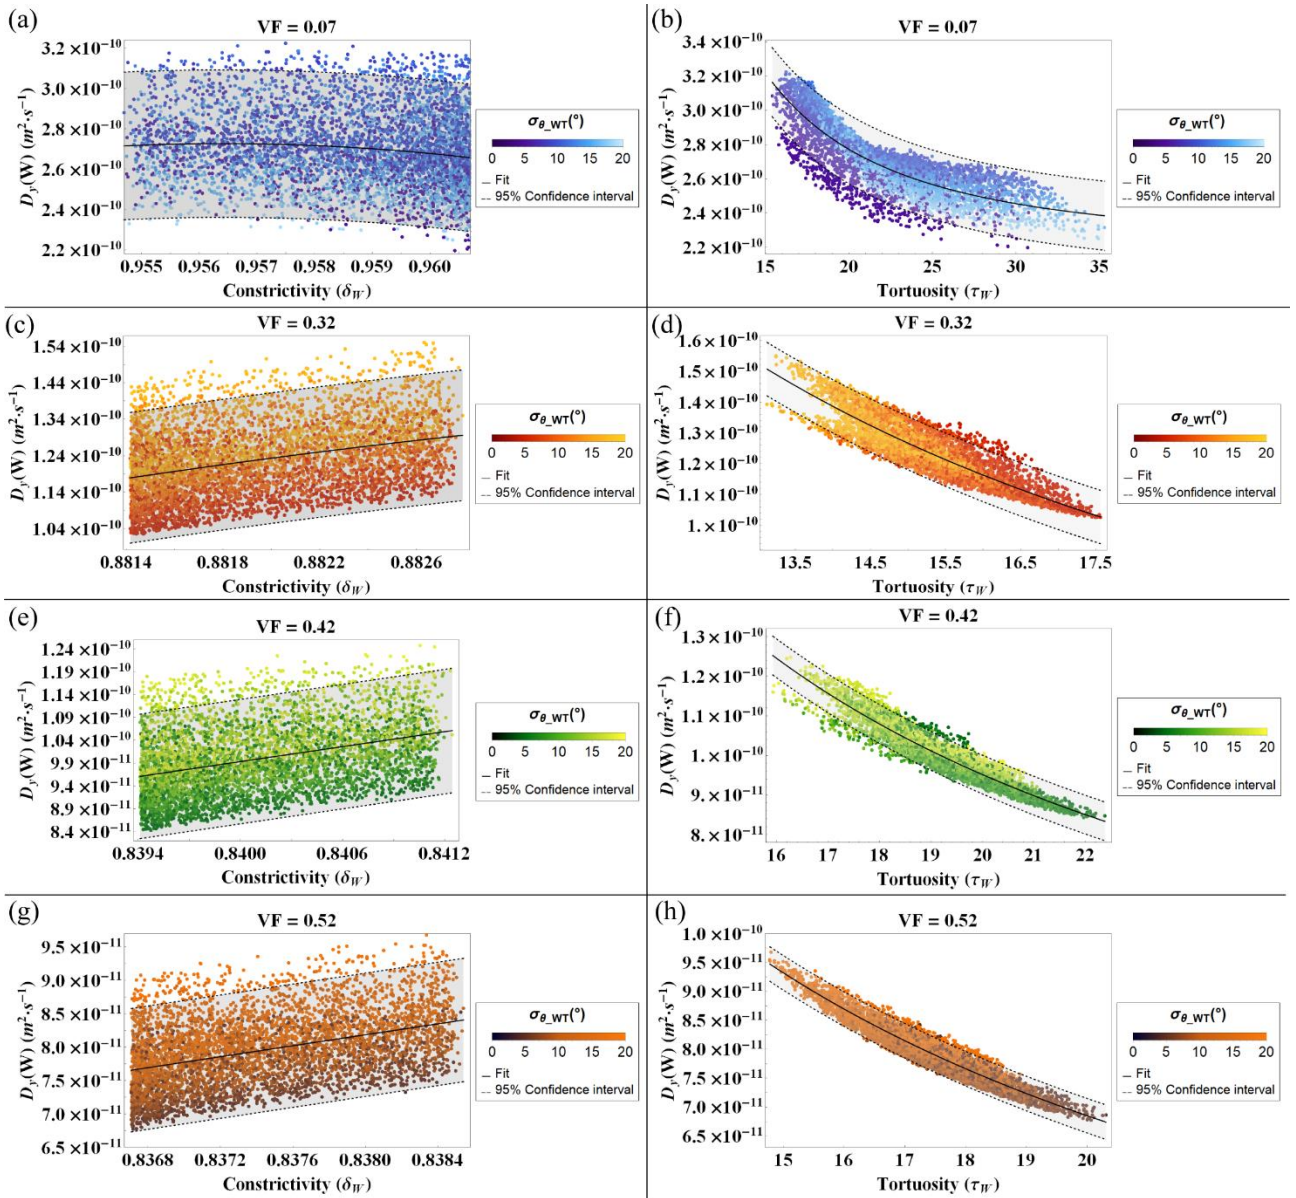 (a)
VF = 0.07
3.2 ×10⁻¹⁰
3.0 ×10⁻¹⁰
2.7 ×10⁻¹⁰
2.6 ×10⁻¹⁰
2.4 ×10⁻¹⁰
2.2 ×10⁻¹⁰
D_y(W) (m²·s⁻¹)
0.955 0.956 0.957 0.958 0.959 0.960
Constrictivity (δ_W)
σ_θ_WT(°)
0 5 10 15 20
Fit
95% Confidence interval
(b)
VF = 0.07
3.4 ×10⁻¹⁰
3.2 ×10⁻¹⁰
3.0 ×10⁻¹⁰
2.8 ×10⁻¹⁰
2.6 ×10⁻¹⁰
2.4 ×10⁻¹⁰
2.2 ×10⁻¹⁰
D_y(W) (m²·s⁻¹)
15 20 25 30 35
Tortuosity (τ_W)
σ_θ_WT(°)
0 5 10 15 20
Fit
95% Confidence interval
(c)
VF = 0.32
1.54 ×10⁻¹⁰
1.44 ×10⁻¹⁰
1.34 ×10⁻¹⁰
1.24 ×10⁻¹⁰
1.14 ×10⁻¹⁰
1.04 ×10⁻¹⁰
D_y(W) (m²·s⁻¹)
0.8814 0.8818 0.8822 0.8826
Constrictivity (δ_W)
σ_θ_WT(°)
0 5 10 15 20
Fit
95% Confidence interval
(d)
VF = 0.32
1.6 ×10⁻¹⁰
1.5 ×10⁻¹⁰
1.4 ×10⁻¹⁰
1.3 ×10⁻¹⁰
1.2 ×10⁻¹⁰
1.1 ×10⁻¹⁰
1. ×10⁻¹⁰
D_y(W) (m²·s⁻¹)
13.5 14.5 15.5 16.5 17.5
Tortuosity (τ_W)
σ_θ_WT(°)
0 5 10 15 20
Fit
95% Confidence interval
(e)
VF = 0.42
1.24 ×10⁻¹⁰
1.19 ×10⁻¹⁰
1.14 ×10⁻¹⁰
1.09 ×10⁻¹⁰
1.04 ×10⁻¹⁰
9.9 ×10⁻¹¹
9.4 ×10⁻¹¹
8.9 ×10⁻¹¹
8.4 ×10⁻¹¹
D_y(W) (m²·s⁻¹)
0.8394 0.8400 0.8406 0.8412
Constrictivity (δ_W)
σ_θ_WT(°)
0 5 10 15 20
Fit
95% Confidence interval
(f)
VF = 0.42
1.3 ×10⁻¹⁰
1.2 ×10⁻¹⁰
1.1 ×10⁻¹⁰
1. ×10⁻¹⁰
9. ×10⁻¹¹
8. ×10⁻¹¹
D_y(W) (m²·s⁻¹)
16 17 18 19 20 21 22
Tortuosity (τ_W)
σ_θ_WT(°)
0 5 10 15 20
Fit
95% Confidence interval
(g)
VF = 0.52
9.5 ×10⁻¹¹
9.0 ×10⁻¹¹
8.5 ×10⁻¹¹
8.0 ×10⁻¹¹
7.5 ×10⁻¹¹
7.0 ×10⁻¹¹
6.5 ×10⁻¹¹
D_y(W) (m²·s⁻¹)
0.8368 0.8372 0.8376 0.8380 0.8384
Constrictivity (δ_W)
σ_θ_WT(°)
0 5 10 15 20
Fit
95% Confidence interval
(h)
VF = 0.52
1.0 ×10⁻¹⁰
9.5 ×10⁻¹¹
9.0 ×10⁻¹¹
8.5 ×10⁻¹¹
8.0 ×10⁻¹¹
7.5 ×10⁻¹¹
7.0 ×10⁻¹¹
6.5 ×10⁻¹¹
D_y(W) (m²·s⁻¹)
15 16 17 18 19 20
Tortuosity (τ_W)
σ_θ_WT(°)
0 5 10 15 20
Fit
95% Confidence interval